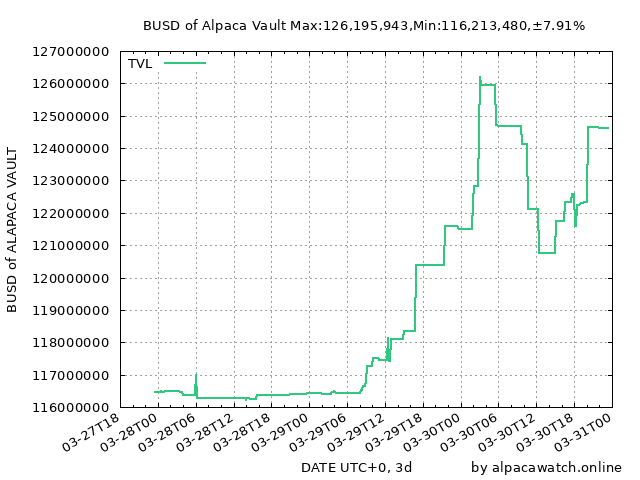 BUSD of Alpaca Vault Max:126,195,943,Min:116,213,480,±7.91%
TVL
127000000
126000000
125000000
124000000
123000000
122000000
121000000
120000000
119000000
118000000
117000000
116000000
BUSD of ALAPACA VAULT
03-27T18
03-28T00
03-28T06
03-28T12
03-28T18
03-29T00
03-29T06
03-29T12
03-29T18
03-30T00
03-30T06
03-30T12
03-30T18
03-31T00
DATE UTC+0, 3d
by alpacawatch.online